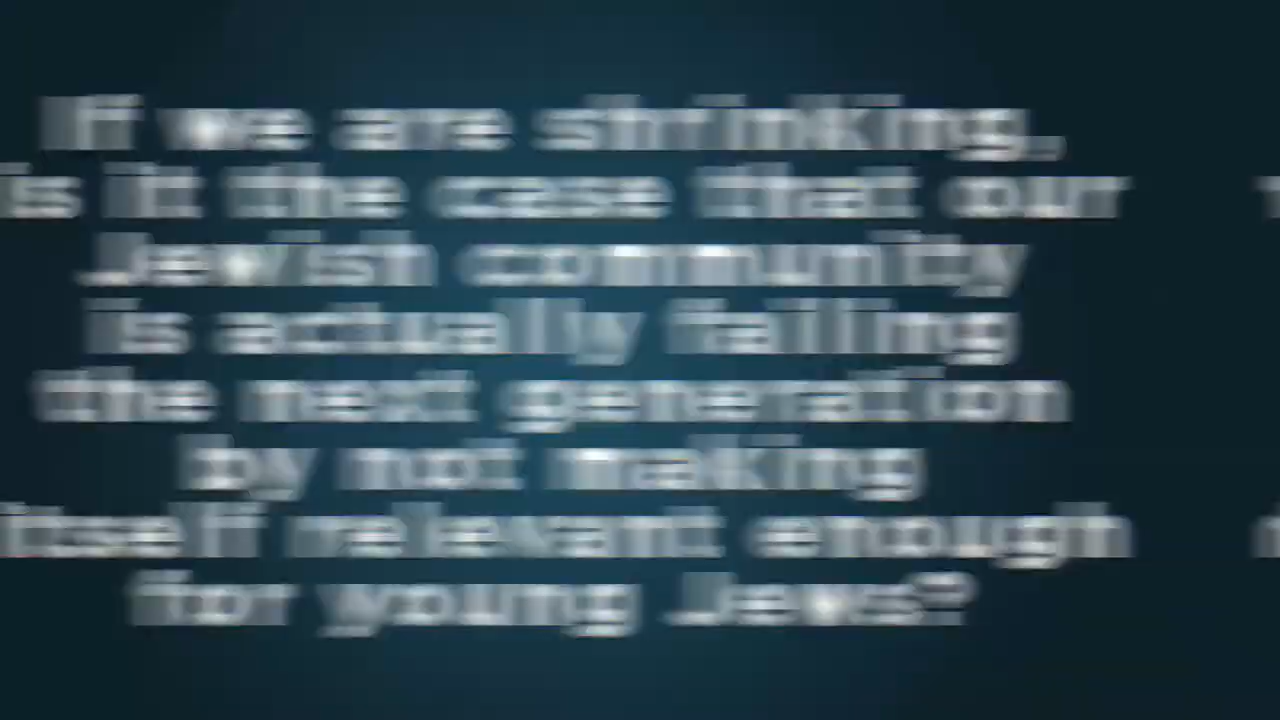 If we are shrinking,
is it the case that our
Jewish community
is actually failing
the next generation
by not making
itself relevant enough
for young Jews?